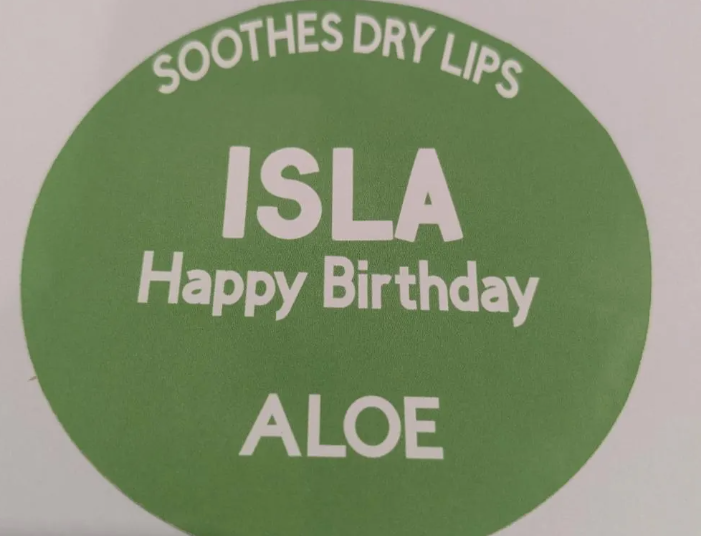 SOOTHES DRY LIPS
ISLA
Happy Birthday
ALOE